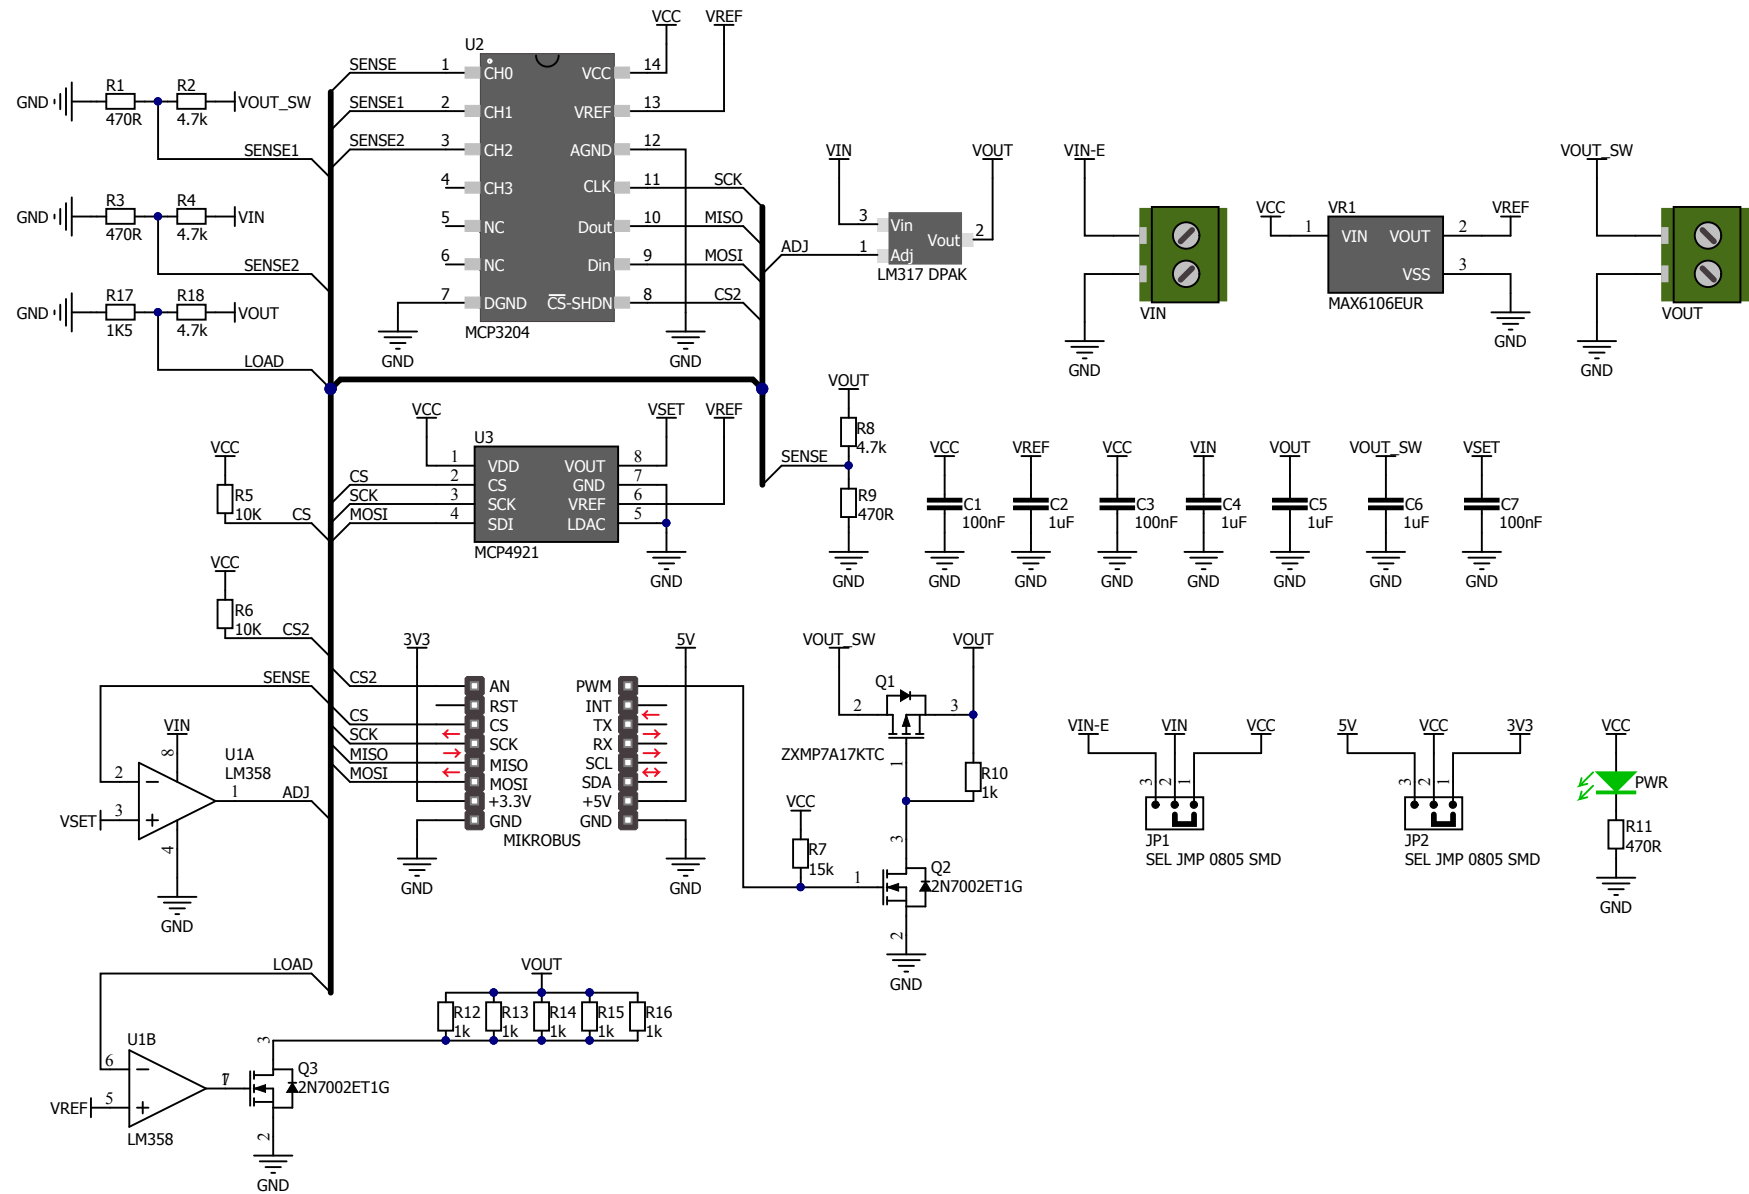 VCC VREF
U2
SENSE 1 CH0 VCC 14
R1 R2
GND VOUT_SW
470R 4.7k
SENSE1 2 CH1 VREF 13
SENSE2 3 CH2 AGND 12
SENSE1
4 CH3 CLK 11 SCK
5 NC Dout 10 MISO
6 NC Din 9 MOSI
7 DGND CS-SHDN 8 CS2
MCP3204
GND GND
R3 R4
GND VIN
470R 4.7k
SENSE2
R17 R18
GND VOUT
1K5 4.7k
LOAD
VIN VOUT
3 Vin
Vout 2
ADJ 1 Adj
LM317 DPAK
VIN-E
VIN
GND
VR1
VCC 1 VIN VOUT 2 VREF
VSS 3
MAX6106EUR
GND
VOUT_SW
VOUT
GND
VCC VSET VREF
U3
1 VDD VOUT 8
CS 2 CS GND 7
SCK 3 SCK VREF 6
MOSI 4 SDI LDAC 5
MCP4921
GND
VCC
R5
10K CS
VCC
R6
10K CS2
VOUT
R8
4.7k
SENSE
R9
470R
GND
VCC VREF VCC VIN VOUT VOUT_SW VSET
C1 C2 C3 C4 C5 C6 C7
100nF 1uF 100nF 1uF 1uF 1uF 100nF
GND GND GND GND GND GND GND
3V3 5V
CS2 AN PWM
RST INT
CS CS TX
SCK SCK RX
MISO MISO SCL
MOSI MOSI SDA
+3.3V +5V
GND GND
MIKROBUS
GND GND
SENSE
VIN
8
U1A
LM358
2
1 ADJ
VSET 3
4
GND
VOUT_SW VOUT
Q1
2 3
ZXMP7A17KTC
1
R10
1k
VCC
R7
15k
3
Q2
1 2N7002ET1G
2
GND
VIN-E VIN VCC
3 2 1
JP1
SEL JMP 0805 SMD
5V VCC 3V3
3 2 1
JP2
SEL JMP 0805 SMD
VCC
PWR
R11
470R
GND
LOAD
VOUT
R12 R13 R14 R15 R16
1k 1k 1k 1k 1k
U1B
6
VREF 5
LM358
3
Q3
2N7002ET1G
2
GND